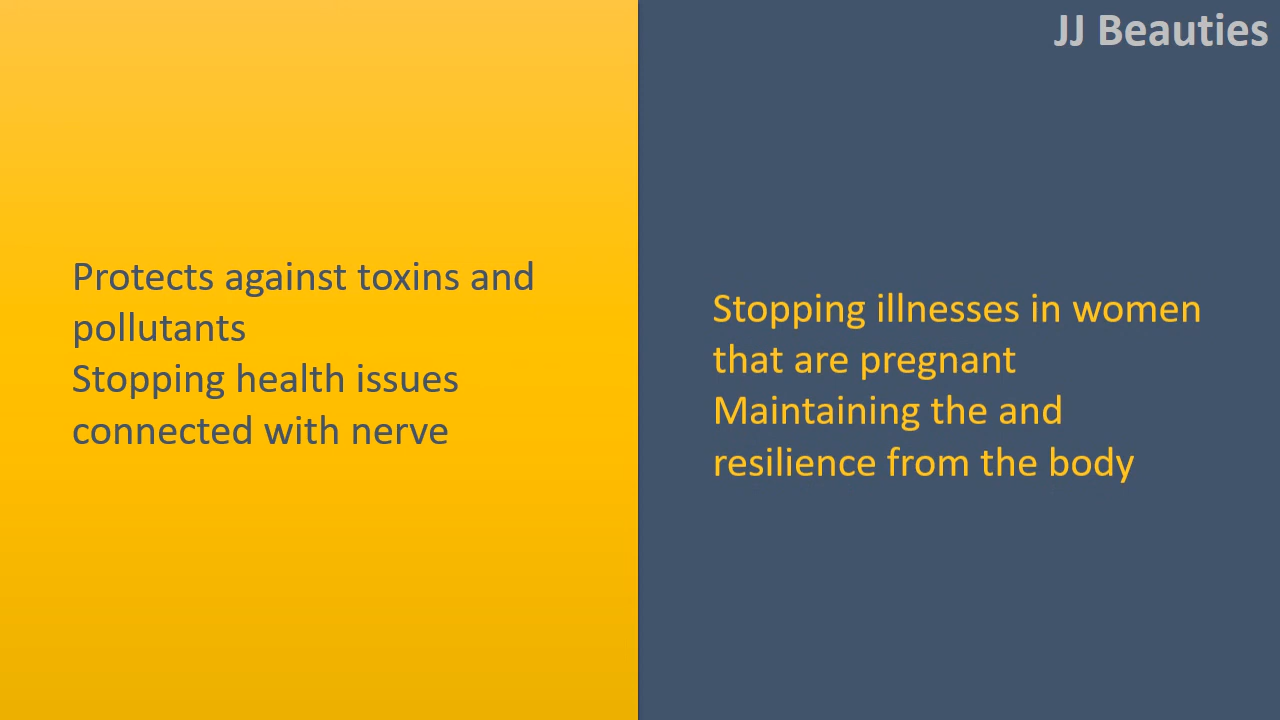 JJ Beauties
Protects against toxins and
pollutants
Stopping health issues
connected with nerve
Stopping illnesses in women
that are pregnant
Maintaining the and
resilience from the body